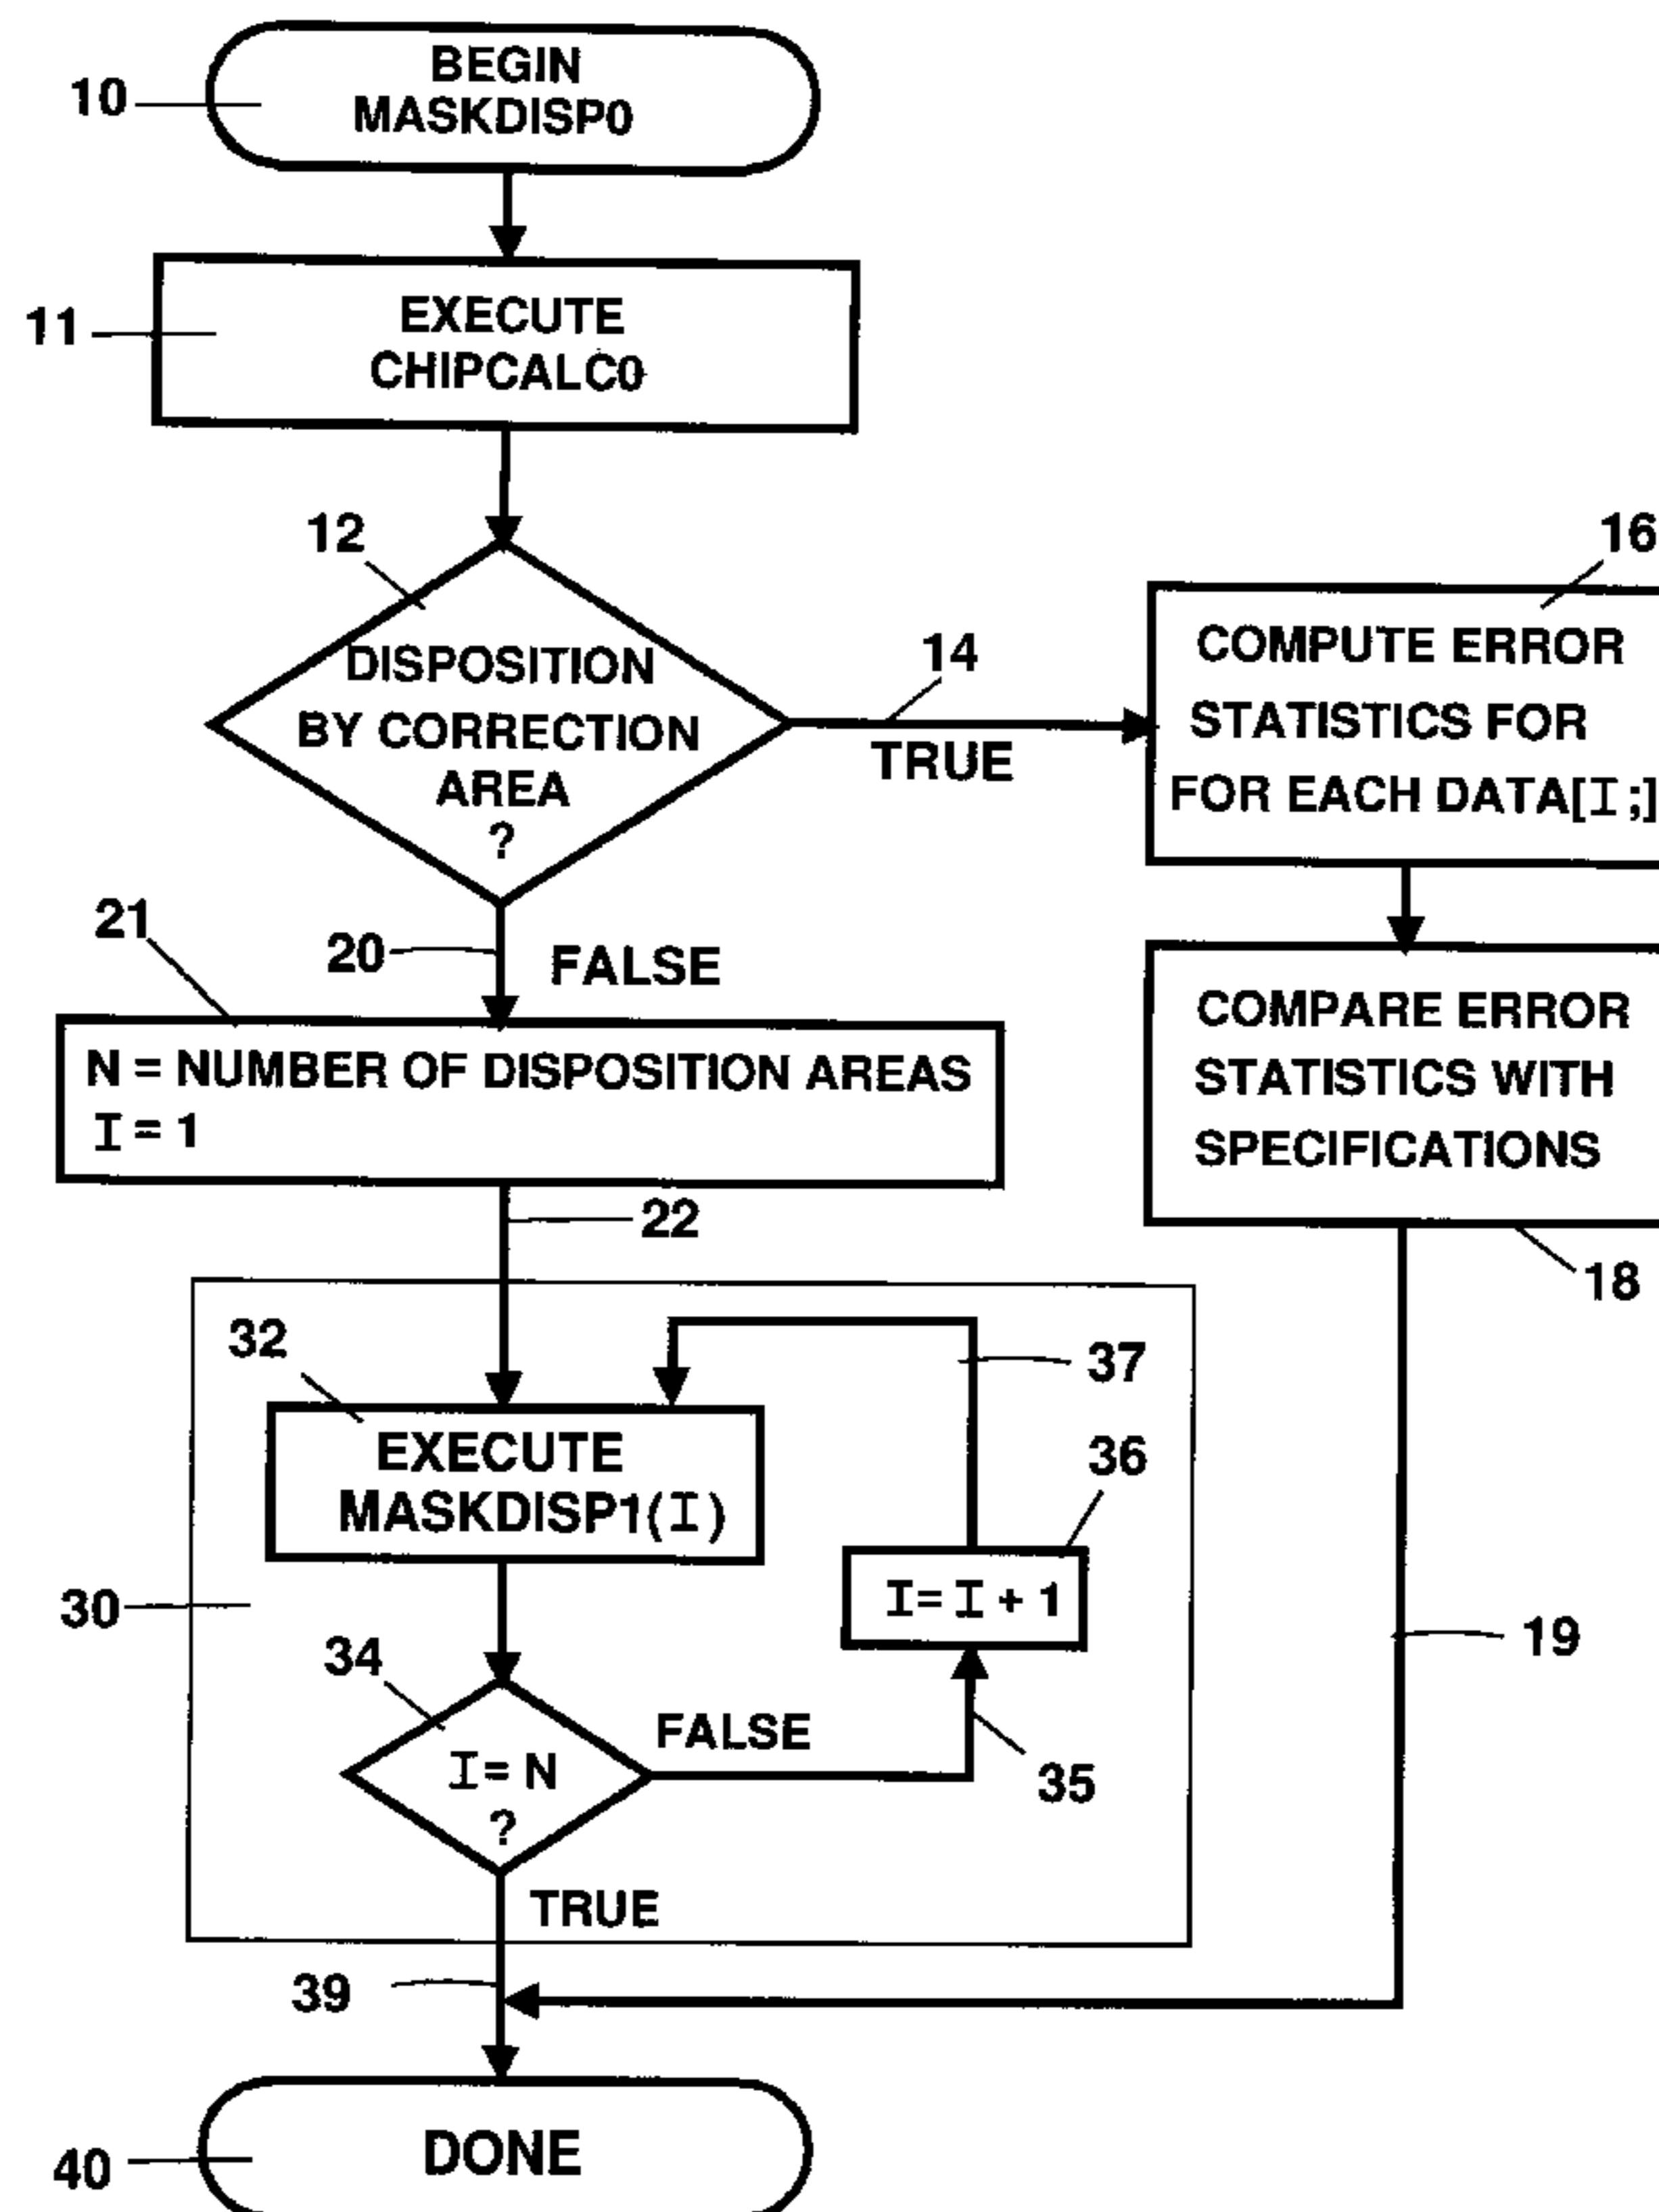 BEGIN
MASKDISP0
10
11
EXECUTE
CHIPCALC0
12
DISPOSITION
BY CORRECTION
AREA
?
14
TRUE
16
COMPUTE ERROR
STATISTICS FOR
FOR EACH DATA[I;]
20
FALSE
21
N = NUMBER OF DISPOSITION AREAS
I = 1
COMPARE ERROR
STATISTICS WITH
SPECIFICATIONS
18
22
32
37
EXECUTE
MASKDISP1(I)
36
I = I + 1
30
19
34
I = N
?
FALSE
35
TRUE
39
DONE
40